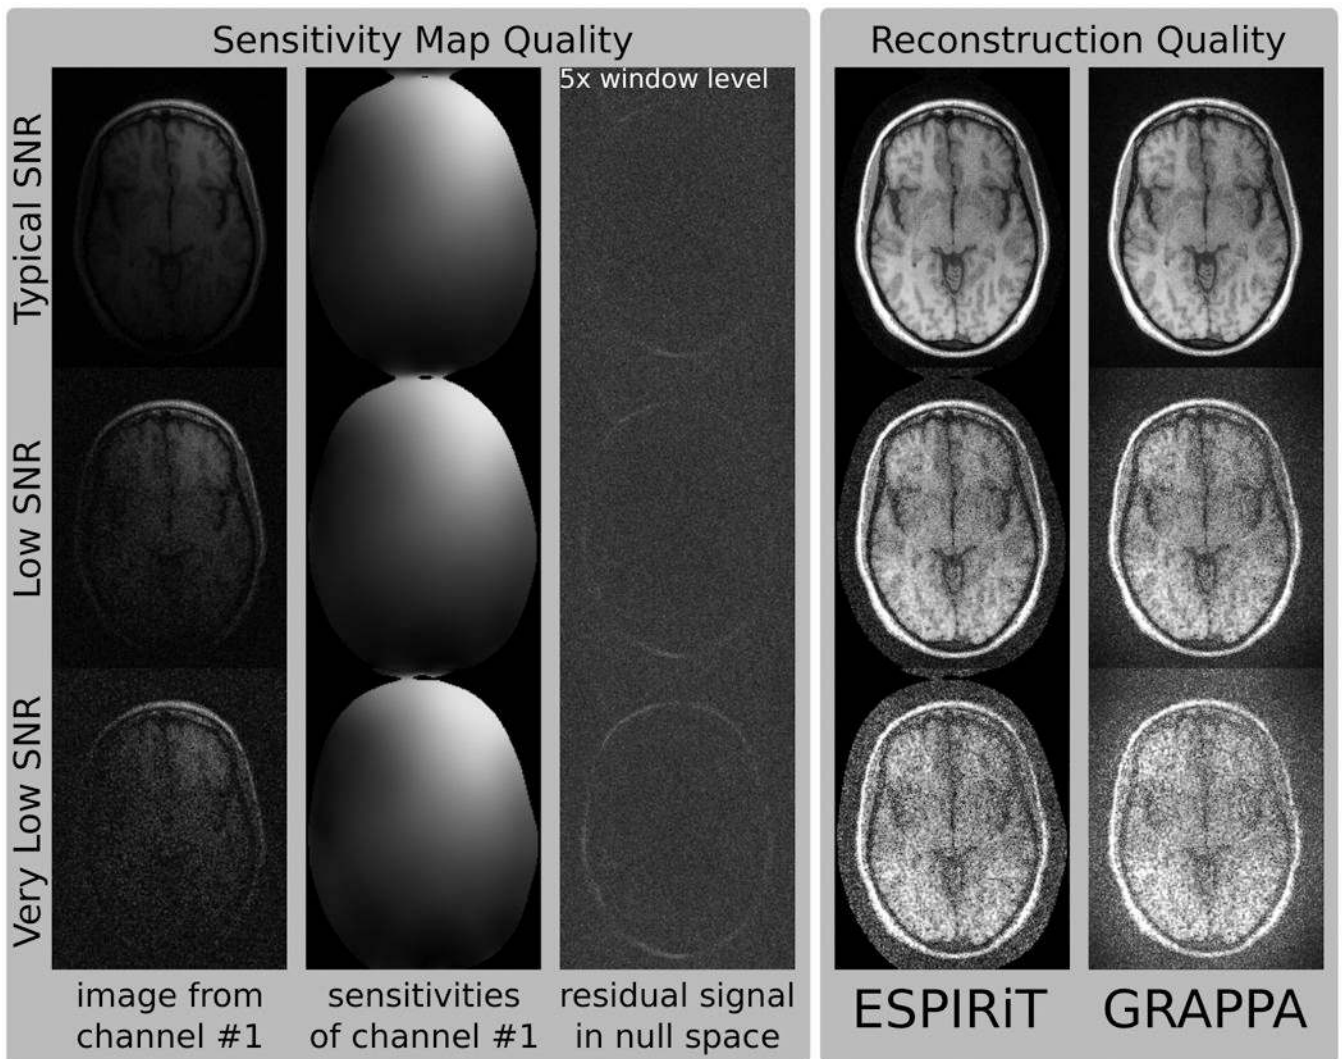 Sensitivity Map Quality
Reconstruction Quality
5x window level
Typical SNR
Low SNR
Very Low SNR
image from
channel #1
sensitivities
of channel #1
residual signal
in null space
ESPIRiT
GRAPPA